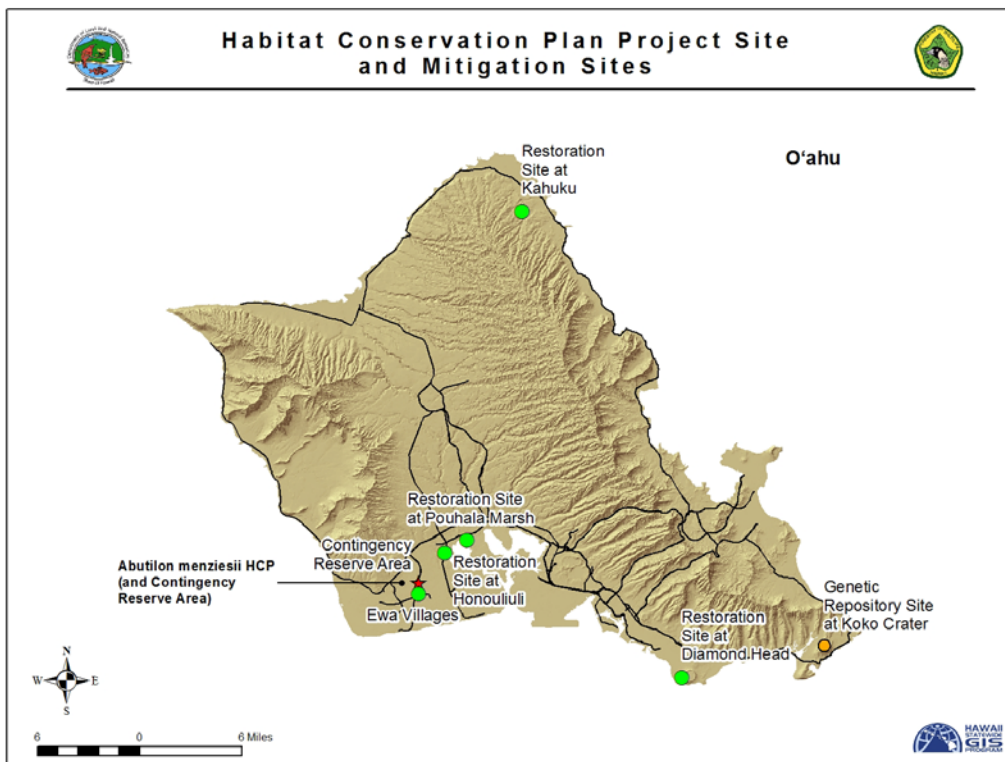 Habitat Conservation Plan Project Site
and Mitigation Sites
O'ahu
Restoration
Site at
Kahuku
Restoration Site
at Pouhala Marsh
Contingency
Reserve Area
Restoration
Site at
Honouliuli
Abutilon menziesii HCP
(and Contingency
Reserve Area)
Ewa Villages
Genetic
Repository Site
at Koko Crater
Restoration
Site at
Diamond Head
N
W
E
S
6
0
6 Miles
HAWAII
STATEWIDE
GIS
PROGRAM